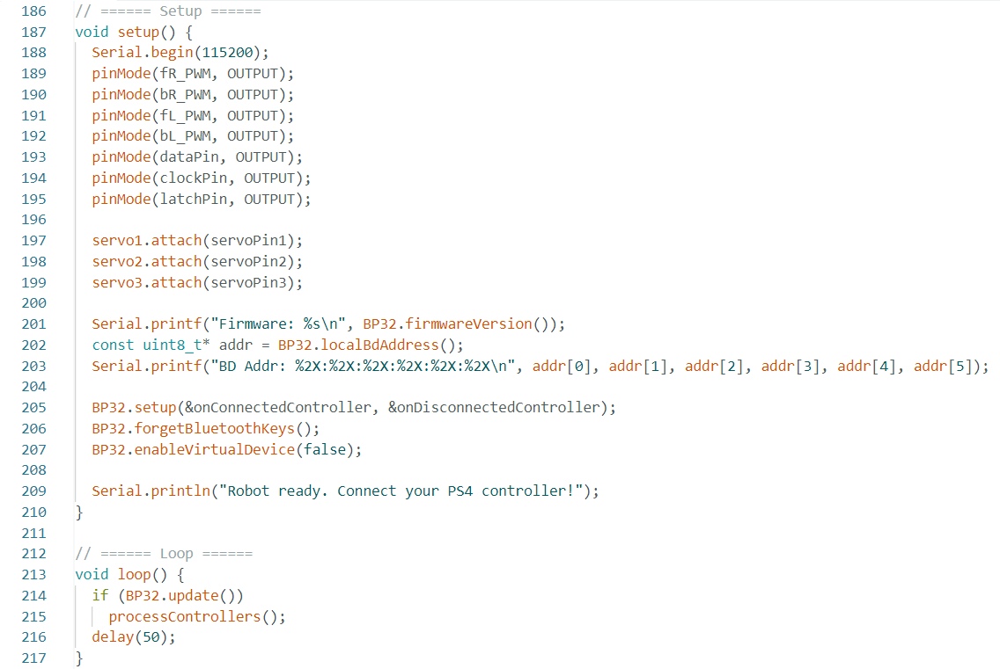 186 // ====== Setup ======
187 void setup() {
188 Serial.begin(115200);
189 pinMode(fR_PWM, OUTPUT);
190 pinMode(bR_PWM, OUTPUT);
191 pinMode(fL_PWM, OUTPUT);
192 pinMode(bL_PWM, OUTPUT);
193 pinMode(dataPin, OUTPUT);
194 pinMode(clockPin, OUTPUT);
195 pinMode(latchPin, OUTPUT);
196
197 servo1.attach(servoPin1);
198 servo2.attach(servoPin2);
199 servo3.attach(servoPin3);
200
201 Serial.printf("Firmware: %s\n", BP32.firmwareVersion());
202 const uint8_t* addr = BP32.localBdAddress();
203 Serial.printf("BD Addr: %2X:%2X:%2X:%2X:%2X:%2X\n", addr[0], addr[1], addr[2], addr[3], addr[4], addr[5]);
204
205 BP32.setup(&onConnectedController, &onDisconnectedController);
206 BP32.forgetBluetoothKeys();
207 BP32.enableVirtualDevice(false);
208
209 Serial.println("Robot ready. Connect your PS4 controller!");
210 }
211
212 // ====== Loop ======
213 void loop() {
214 if (BP32.update())
215 processControllers();
216 delay(50);
217 }